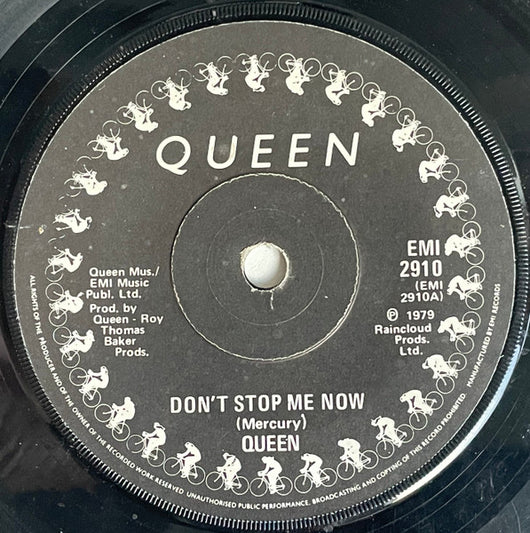 QUEEN
Queen Mus./
EMI Music
Publ. Ltd.
Prod. by
Queen - Roy
Thomas
Baker
Prods.
EMI
2910
(EMI
2910A)
℗ 1979
Raincloud
Prods.
Ltd.
DON'T STOP ME NOW
(Mercury)
QUEEN
ALL RIGHTS OF THE PRODUCER AND OF THE OWNER OF THE RECORDED WORK RESERVED. UNAUTHORISED PUBLIC PERFORMANCE, BROADCASTING AND COPYING OF THIS RECORD PROHIBITED. MANUFACTURED BY EMI RECORDS